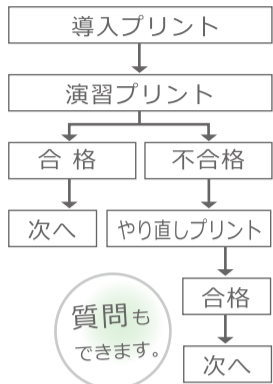 導入プリント
演習プリント
合 格
不合格
次へ
やり直しプリント
合格
次へ
質問も
できます。